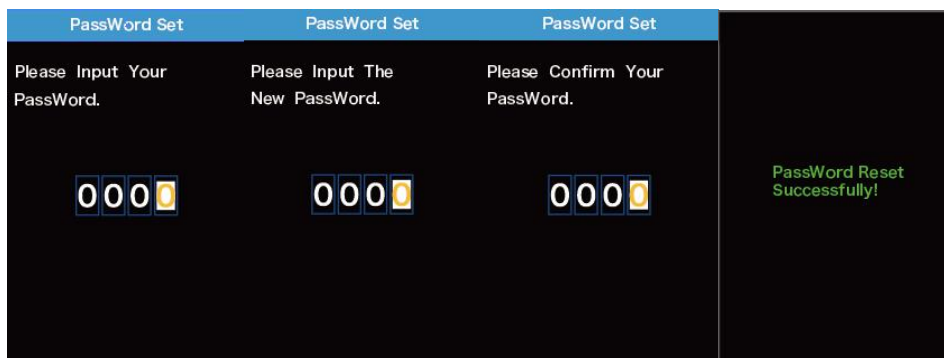 PassWord Set
Please Input Your
PassWord.
0000
PassWord Set
Please Input The
New PassWord.
0000
PassWord Set
Please Confirm Your
PassWord.
0000
PassWord Reset
Successfully!